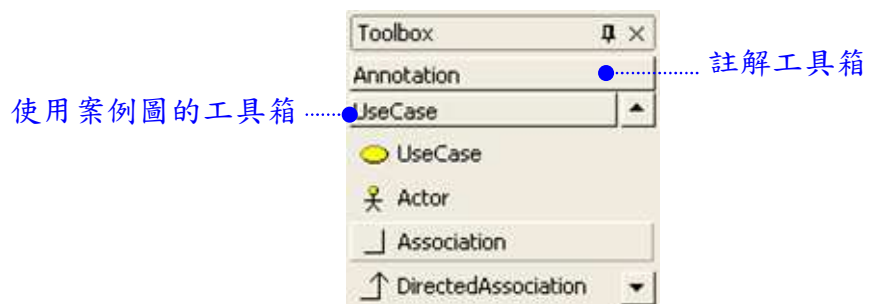 Toolbox
Annotation
註解工具箱
使用案例圖的工具箱
UseCase
UseCase
Actor
Association
DirectedAssociation